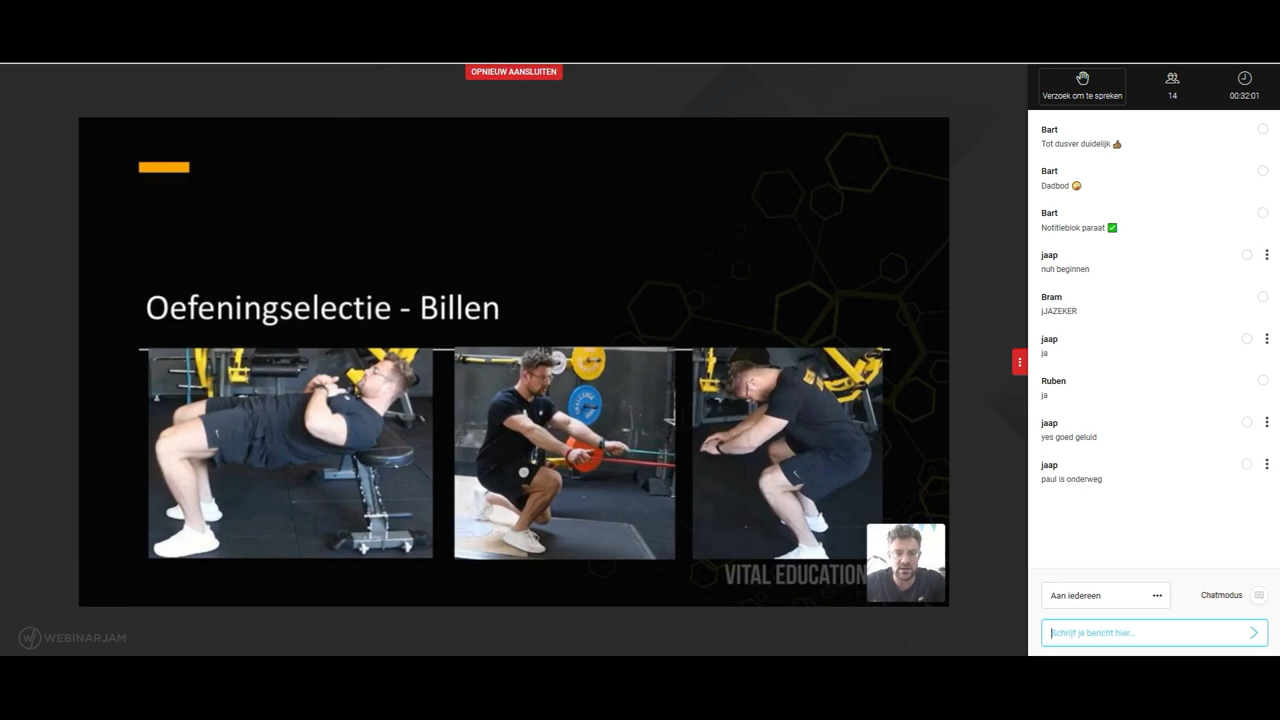 OPNIEUW AANSLUITEN
Verzoek om te spreken
14
00:32:01
Oefeningselectie - Billen
VITAL EDUCATION
WEBINARJAM
Bart
Tot dusver duidelijk 👍🏾
Bart
Dadbod 🤪
Bart
Notitieblok paraat ✅
jaap
nuh beginnen
Bram
jJAZEKER
jaap
ja
Ruben
ja
jaap
yes goed geluid
jaap
paul is onderweg
Aan iedereen
Chatmodus
Schrijf je bericht hier...